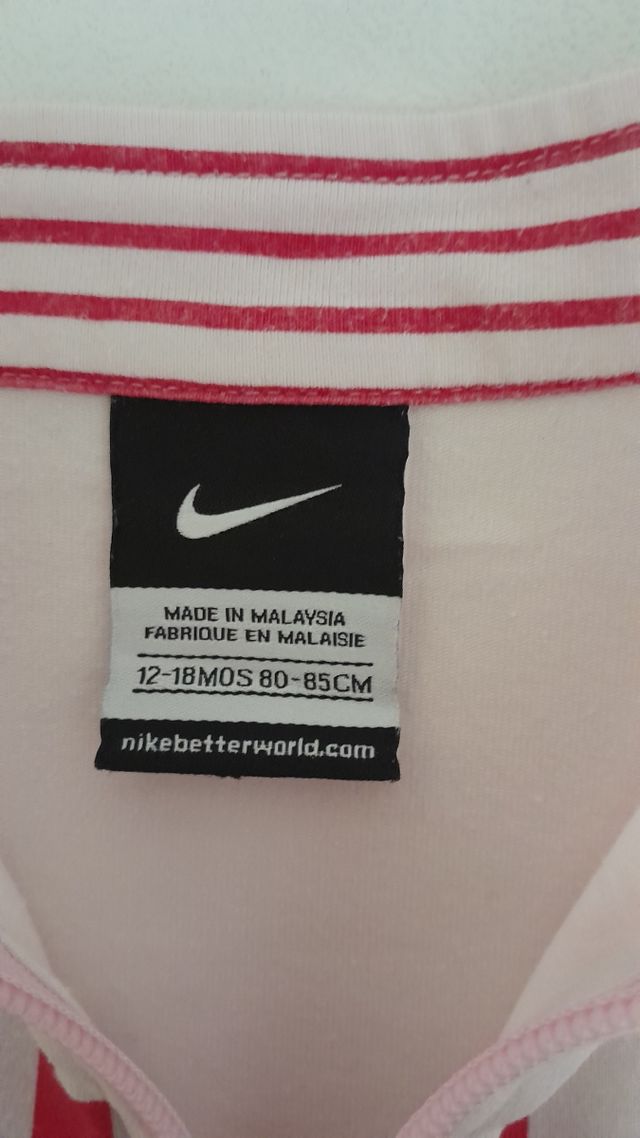 MADE IN MALAYSIA
FABRIQUE EN MALAISIE
12-18MOS 80-85CM
nikebetterworld.com